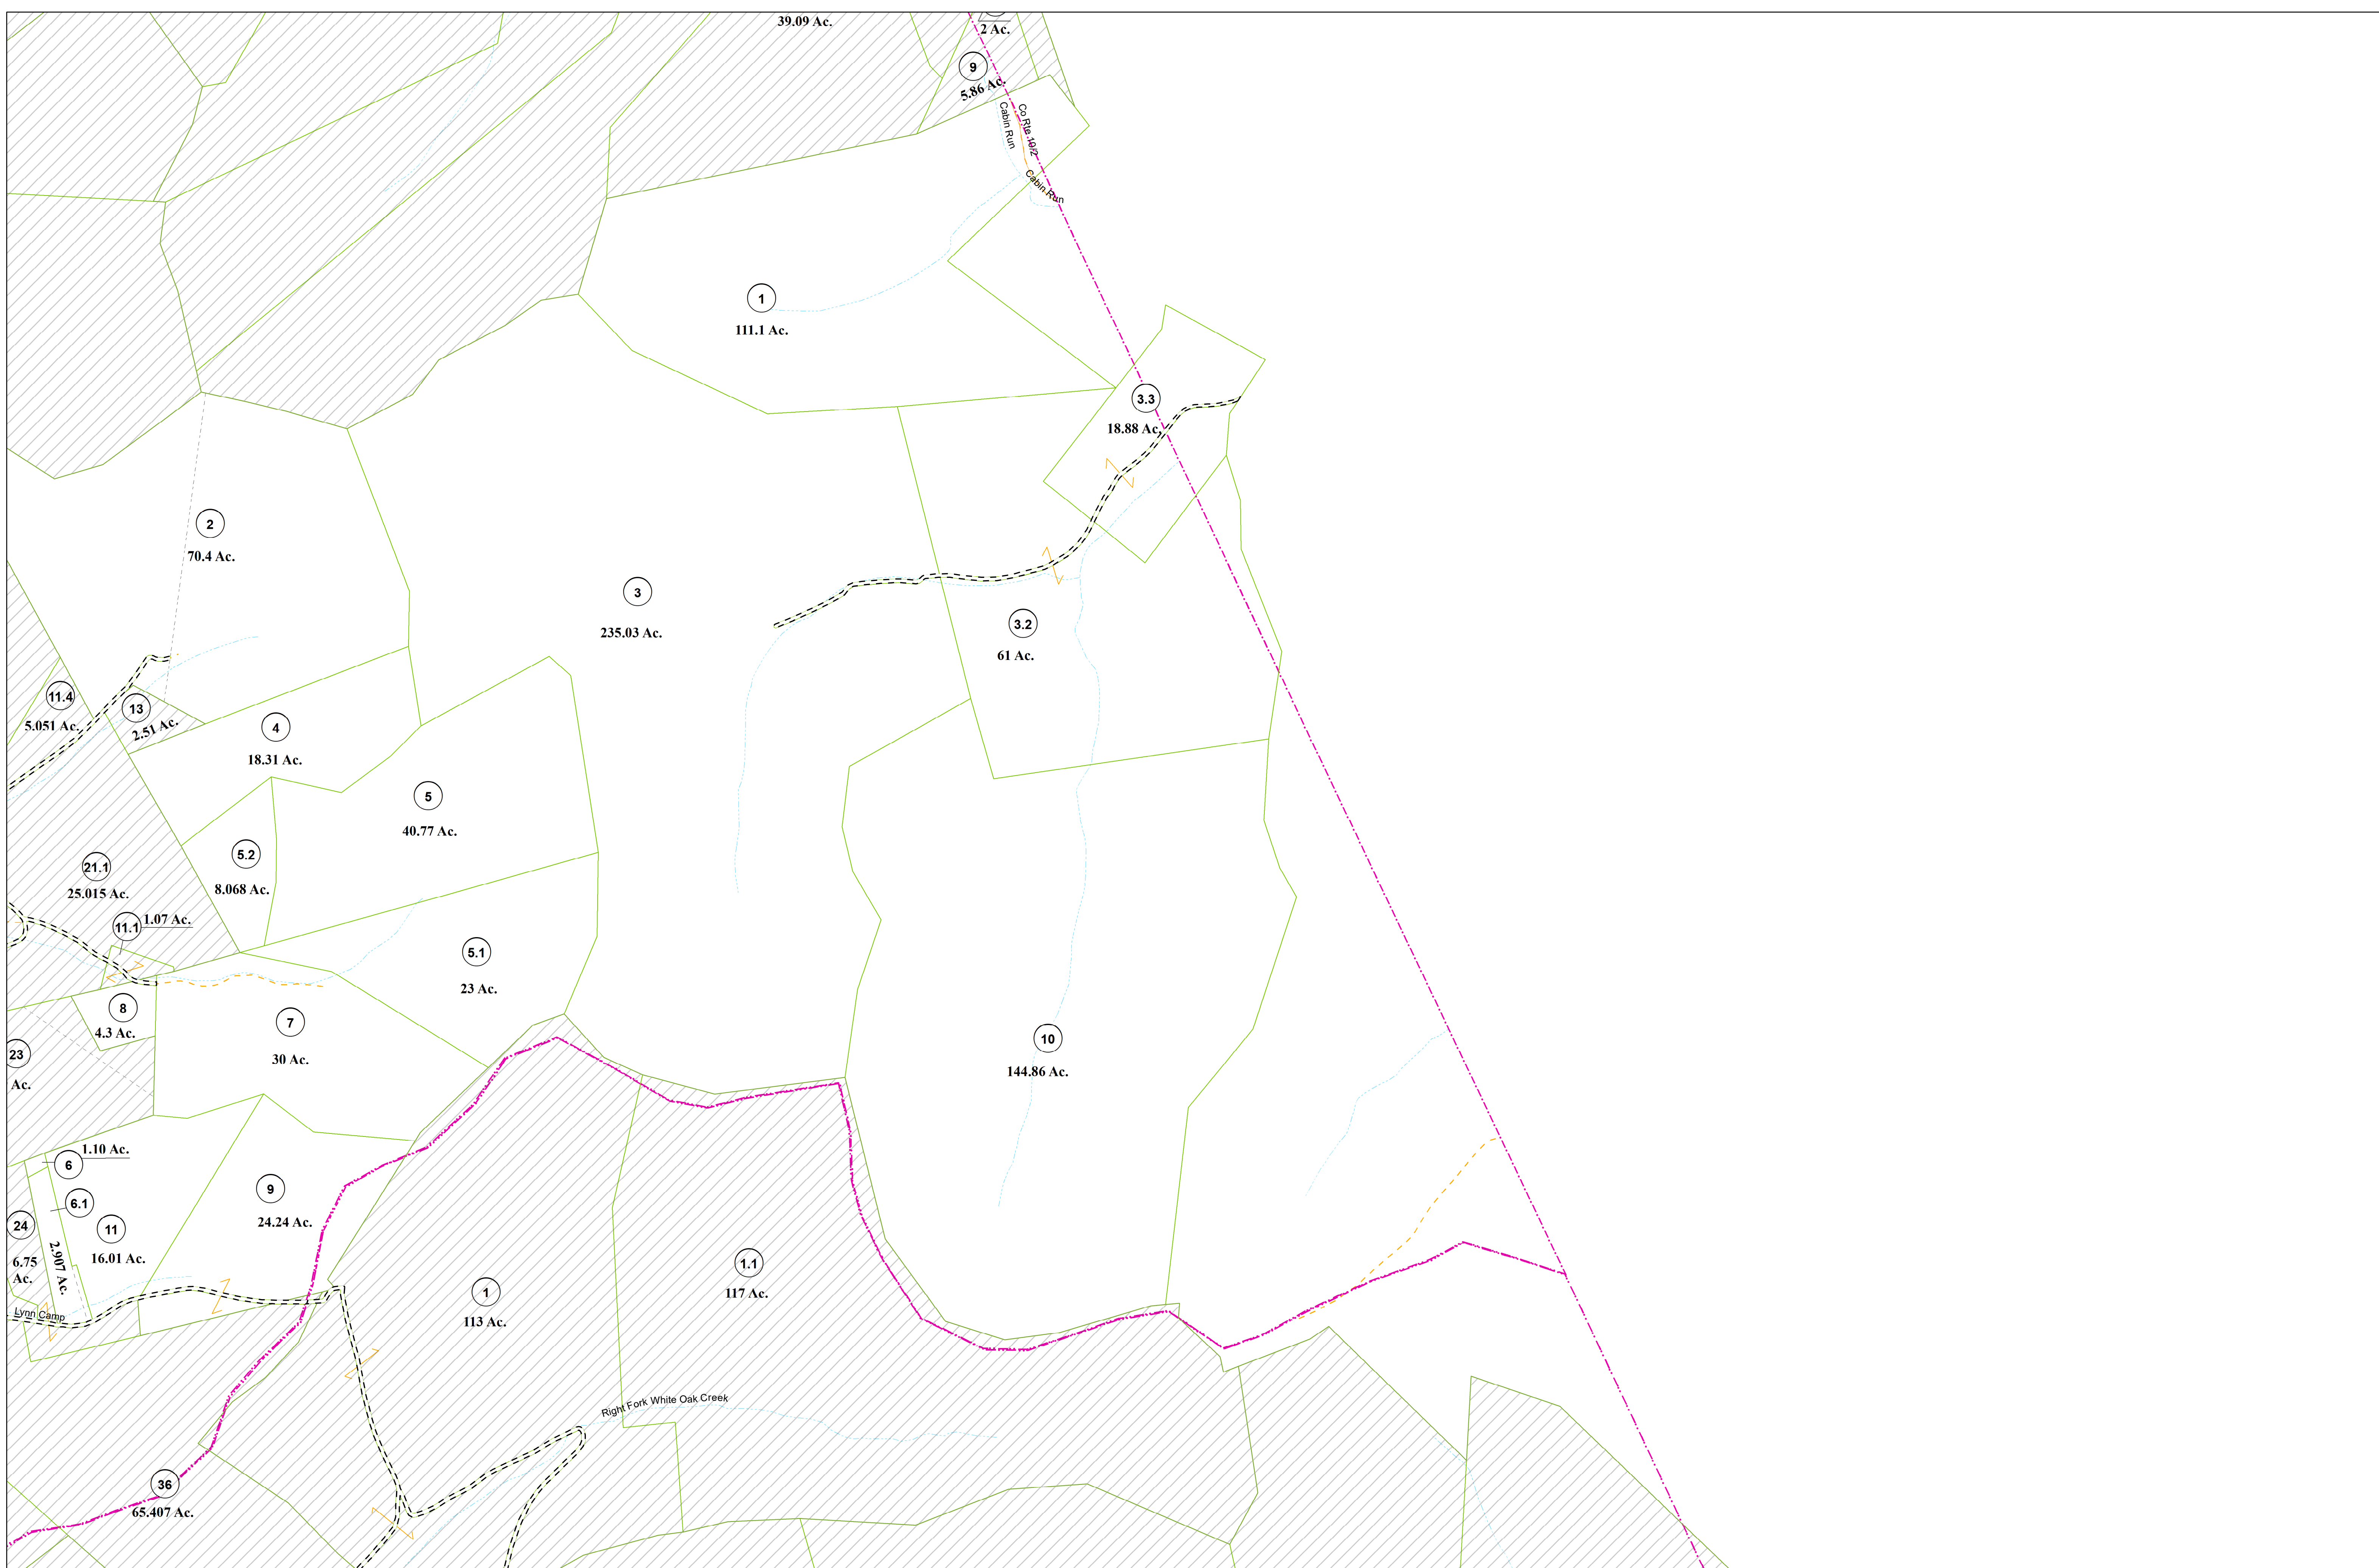 39.09 Ac.
2 Ac.
9
5.86 Ac.
Cabin Run
Co Rte 10/2
Cabin Run
1
111.1 Ac.
3.3
18.88 Ac.
2
70.4 Ac.
3
235.03 Ac.
3.2
61 Ac.
11.4
5.051 Ac.
13
2.51 Ac.
4
18.31 Ac.
5
40.77 Ac.
5.2
8.068 Ac.
21.1
25.015 Ac.
11.1
1.07 Ac.
5.1
23 Ac.
8
4.3 Ac.
7
30 Ac.
23
Ac.
10
144.86 Ac.
1.10 Ac.
6
6.1
9
24.24 Ac.
24
6.75
Ac.
2.907 Ac.
11
16.01 Ac.
1.1
117 Ac.
1
113 Ac.
Lynn Camp
Right Fork White Oak Creek
36
65.407 Ac.